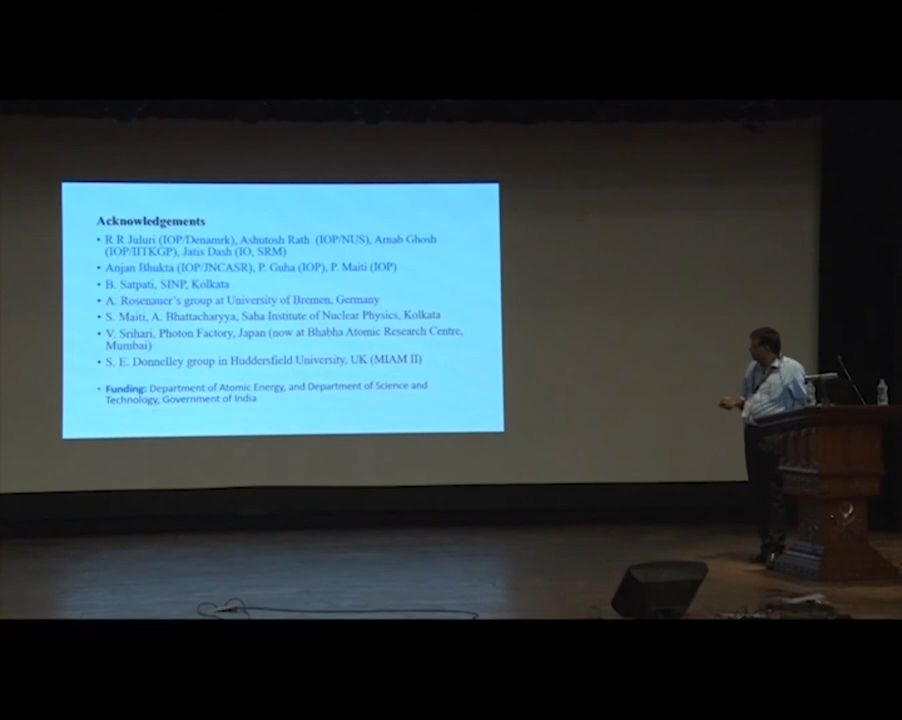 Acknowledgements
• R R Juluri (IOP/Denamrk), Ashutosh Rath (IOP/NUS), Arnab Ghosh
(IOP/IITKGP), Jatis Dash (IO, SRM)
• Anjan Bhukta (IOP/JNCASR), P. Guha (IOP), P. Maiti (IOP)
• B. Satpati, SINP, Kolkata
• A. Rosenauer's group at University of Bremen, Germany
• S. Maiti, A. Bhattacharyya, Saha Institute of Nuclear Physics, Kolkata
• V. Srihari, Photon Factory, Japan (now at Bhabha Atomic Research Centre,
Mumbai)
• S. E. Donnelley group in Huddersfield University, UK (MIAM II)
• Funding: Department of Atomic Energy, and Department of Science and
Technology, Government of India